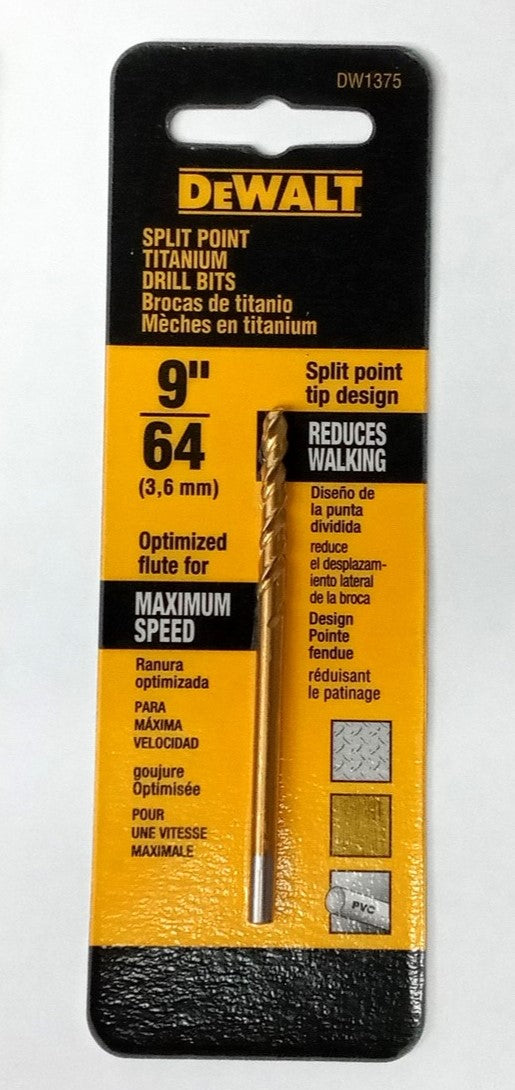 DW1375
DEWALT
SPLIT POINT
TITANIUM
DRILL BITS
Brocas de titanio
Mèches en titanium
9"
64
(3,6 mm)
Optimized
flute for
MAXIMUM
SPEED
Ranura
optimizada
PARA
MÁXIMA
VELOCIDAD
goujure
Optimisée
POUR
UNE VITESSE
MAXIMALE
Split point
tip design
REDUCES
WALKING
Diseño de
la punta
dividida
reduce
el desplazam-
iento lateral
de la broca
Design
Pointe
fendue
réduisant
le patinage
PVC